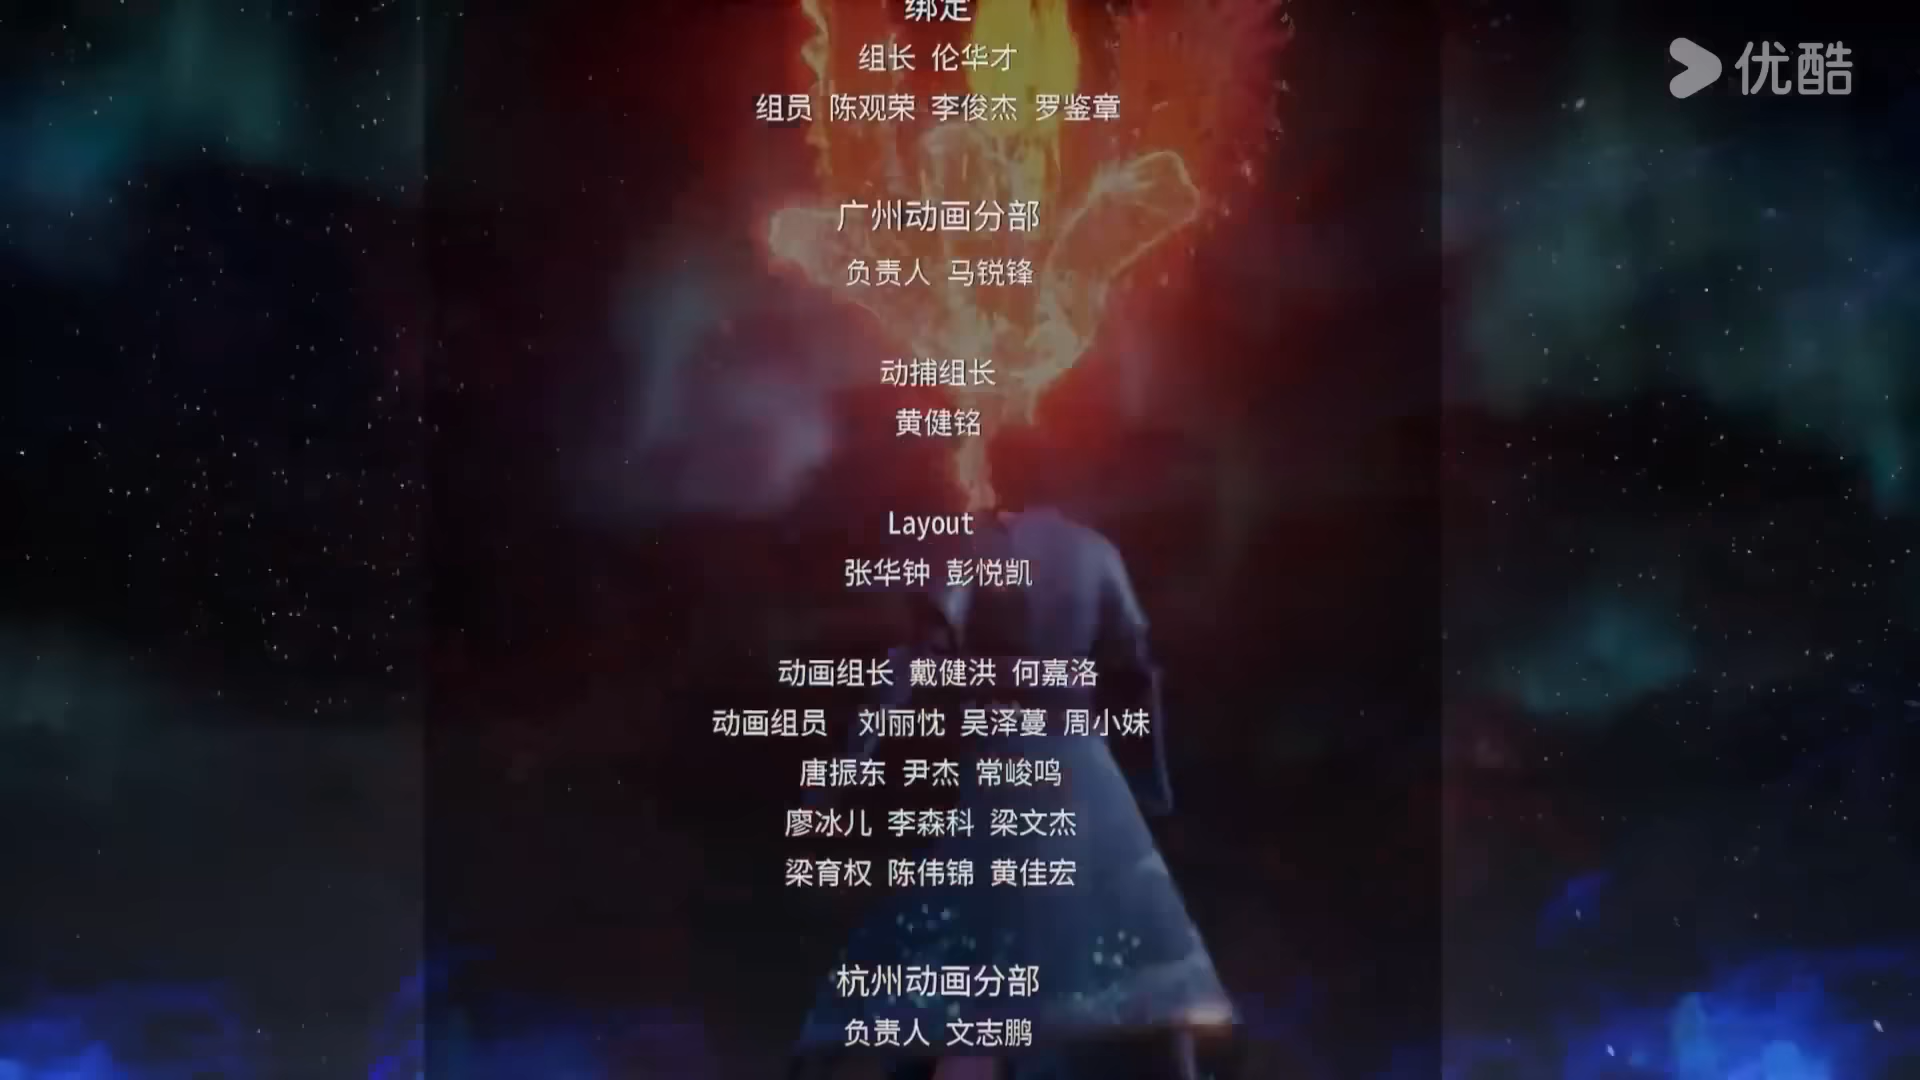 绑定
优酷
组长 伦华才
组员 陈观荣 李俊杰 罗鉴章
广州动画分部
负责人 马锐锋
动捕组长
黄健铭
Layout
张华钟 彭悦凯
动画组长 戴健洪 何嘉洛
动画组员 刘丽忱 吴泽蔓 周小妹
唐振东 尹杰 常峻鸣
廖冰儿 李森科 梁文杰
梁育权 陈伟锦 黄佳宏
杭州动画分部
负责人 文志鹏